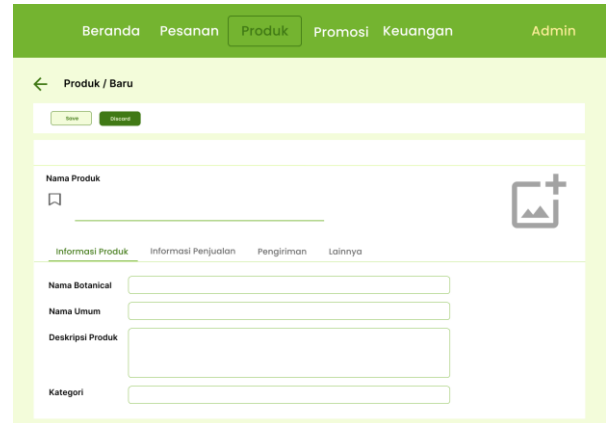 Beranda Pesanan Produk Promosi Keuangan Admin
Produk / Baru
Save Discard
Nama Produk
Informasi Produk Informasi Penjualan Pengiriman Lainnya
Nama Botanical
Nama Umum
Deskripsi Produk
Kategori